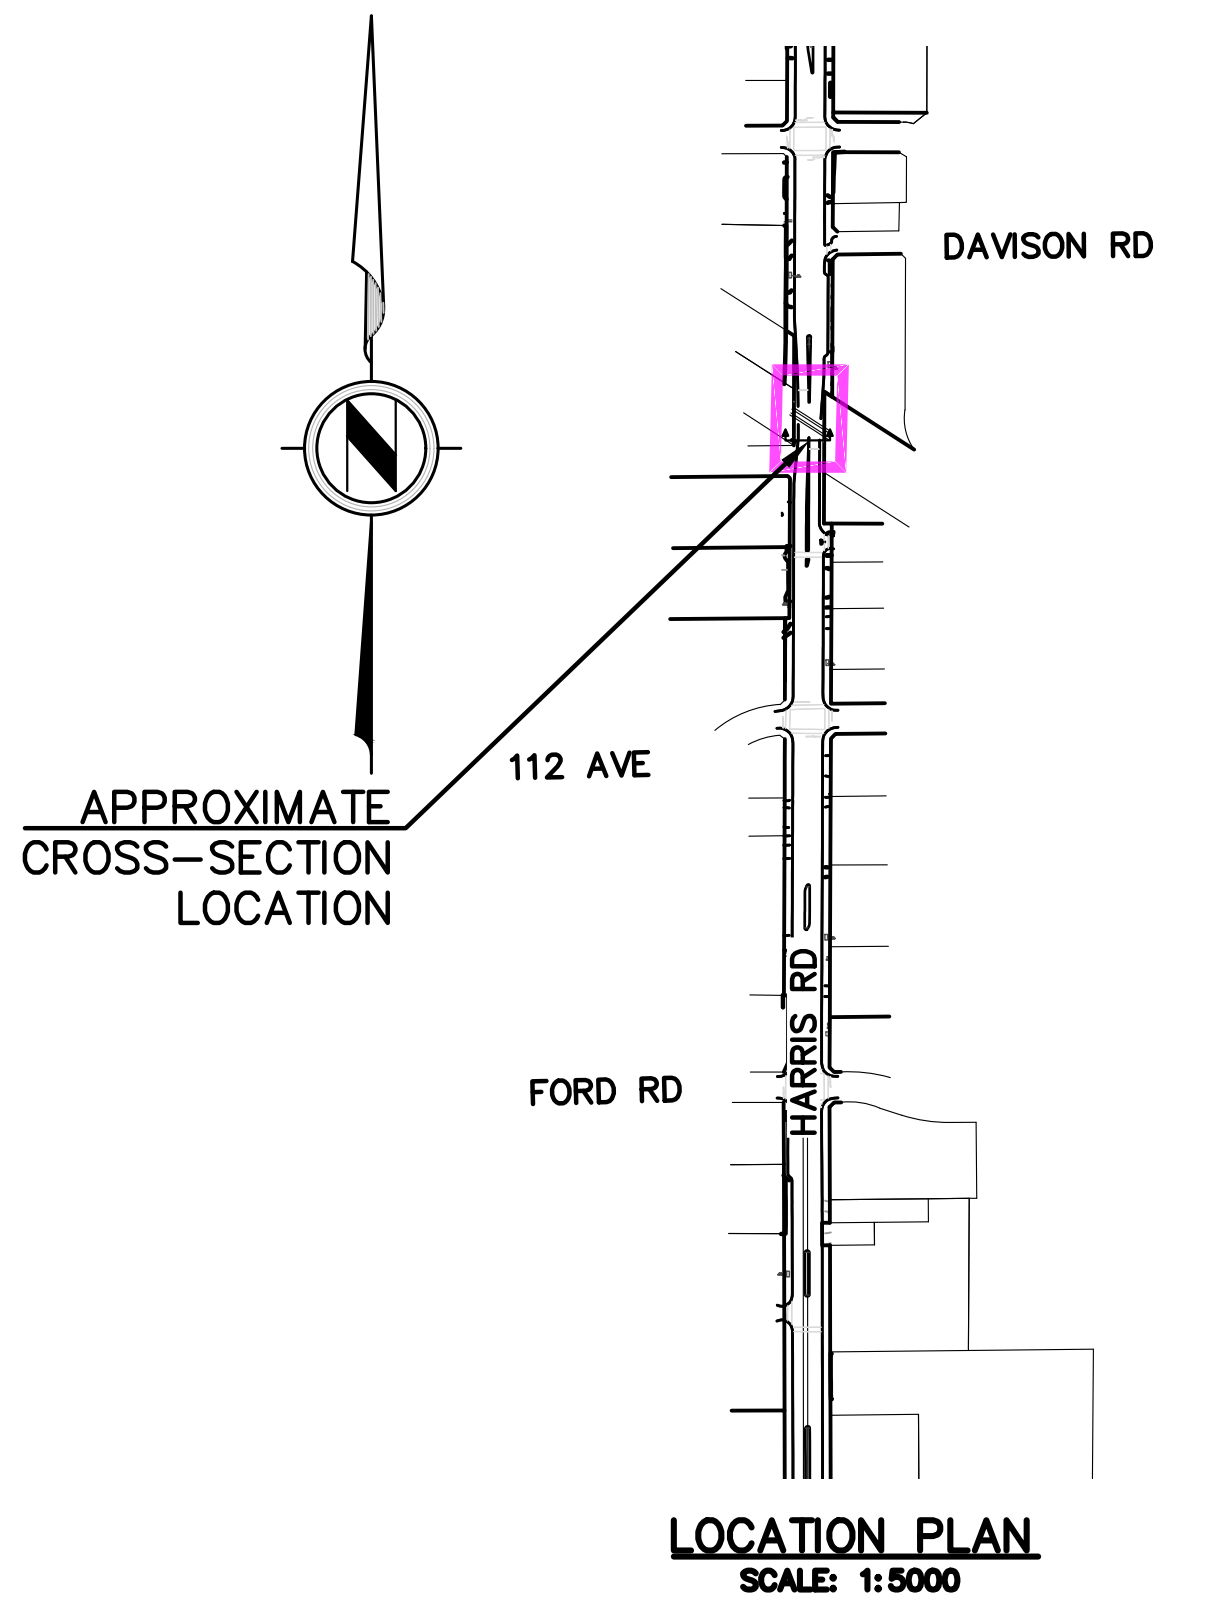 DAVISON RD
112 AVE
APPROXIMATE
CROSS-SECTION
LOCATION
HARRIS RD
FORD RD
LOCATION PLAN
SCALE: 1:5000
N